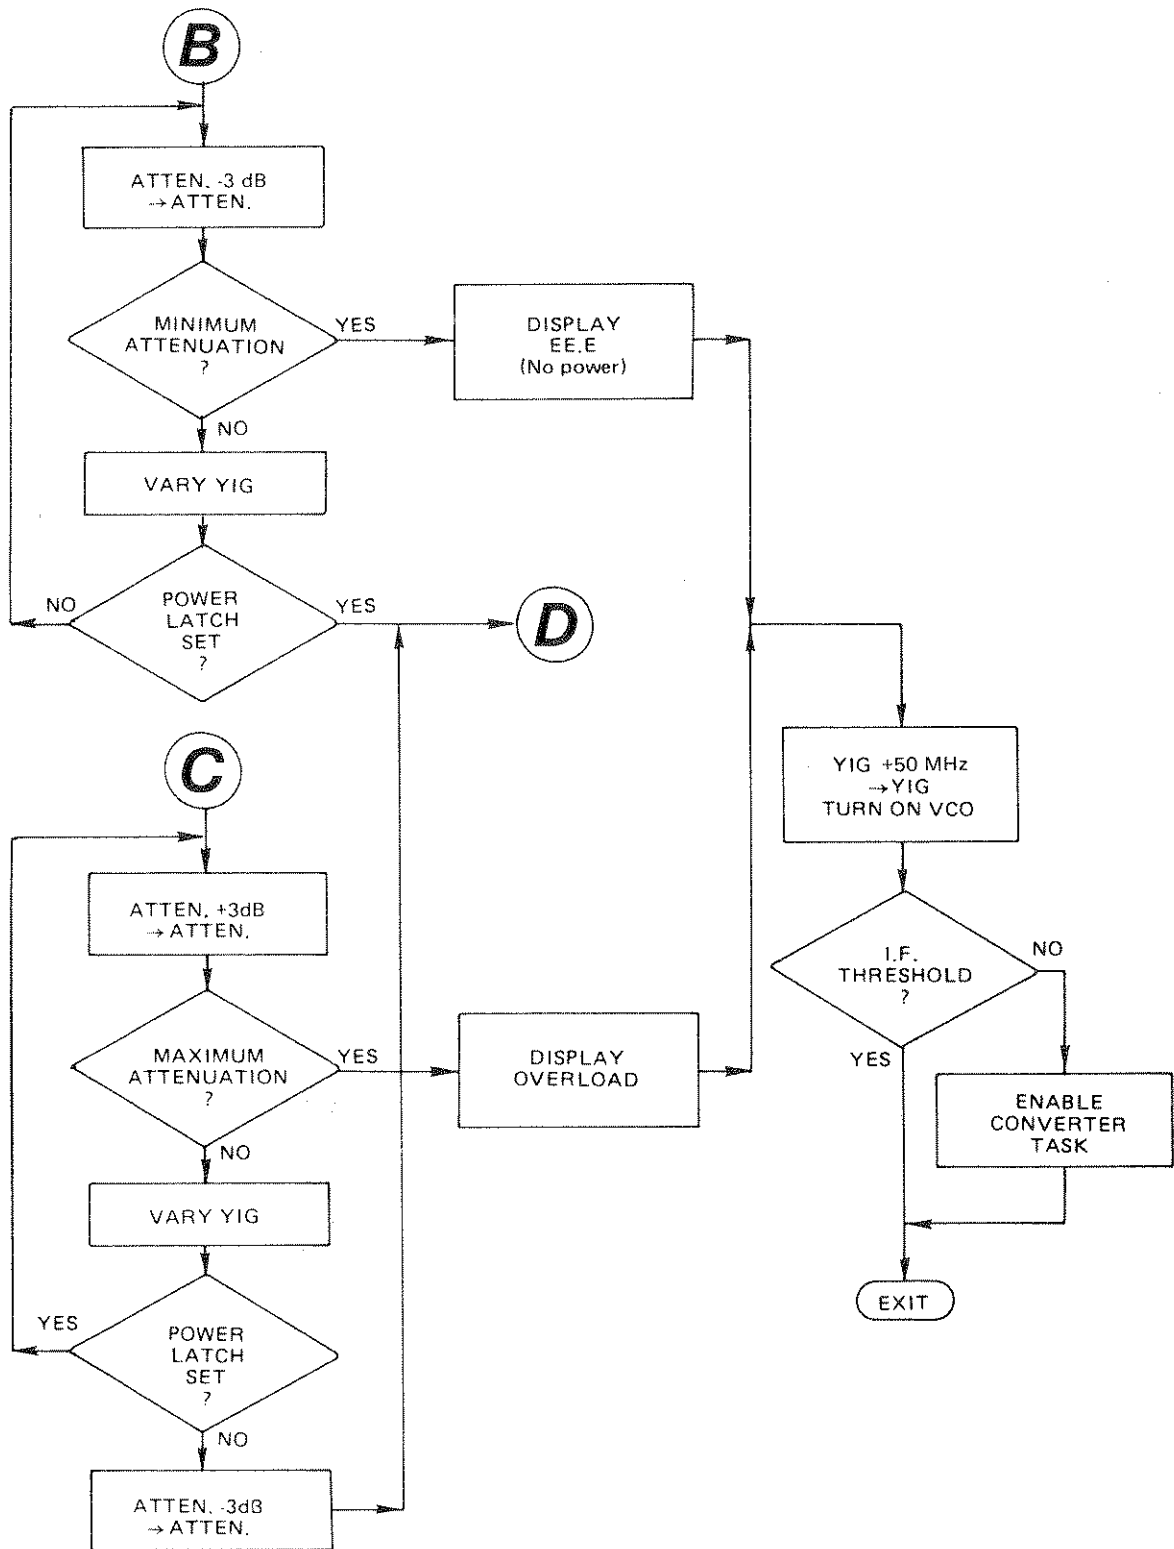 B
ATTEN. -3 dB
→ATTEN.
MINIMUM
ATTENUATION
?
YES
NO
DISPLAY
EE.E
(No power)
VARY YIG
POWER
LATCH
SET
?
NO
YES
D
C
ATTEN. +3dB
→ATTEN.
MAXIMUM
ATTENUATION
?
YES
NO
DISPLAY
OVERLOAD
VARY YIG
POWER
LATCH
SET
?
YES
NO
ATTEN. -3dB
→ATTEN.
YIG +50 MHz
→YIG
TURN ON VCO
I.F.
THRESHOLD
?
NO
YES
ENABLE
CONVERTER
TASK
EXIT